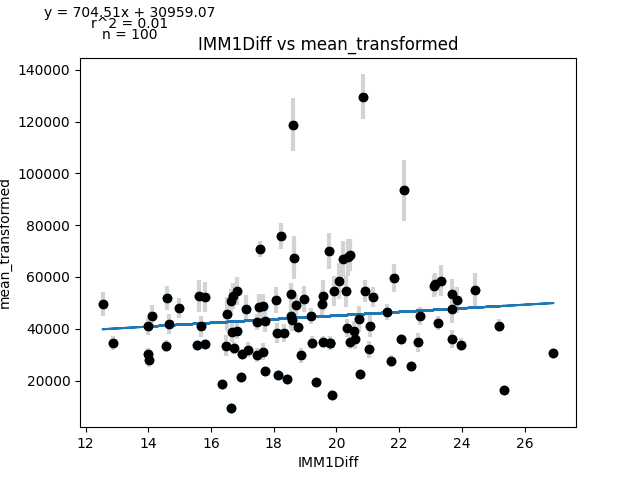 y = 704.51x + 30959.07
r^2 = 0.01
n = 100
IMM1Diff vs mean_transformed
140000
120000
100000
80000
60000
40000
20000
mean_transformed
12 14 16 18 20 22 24 26
IMM1Diff